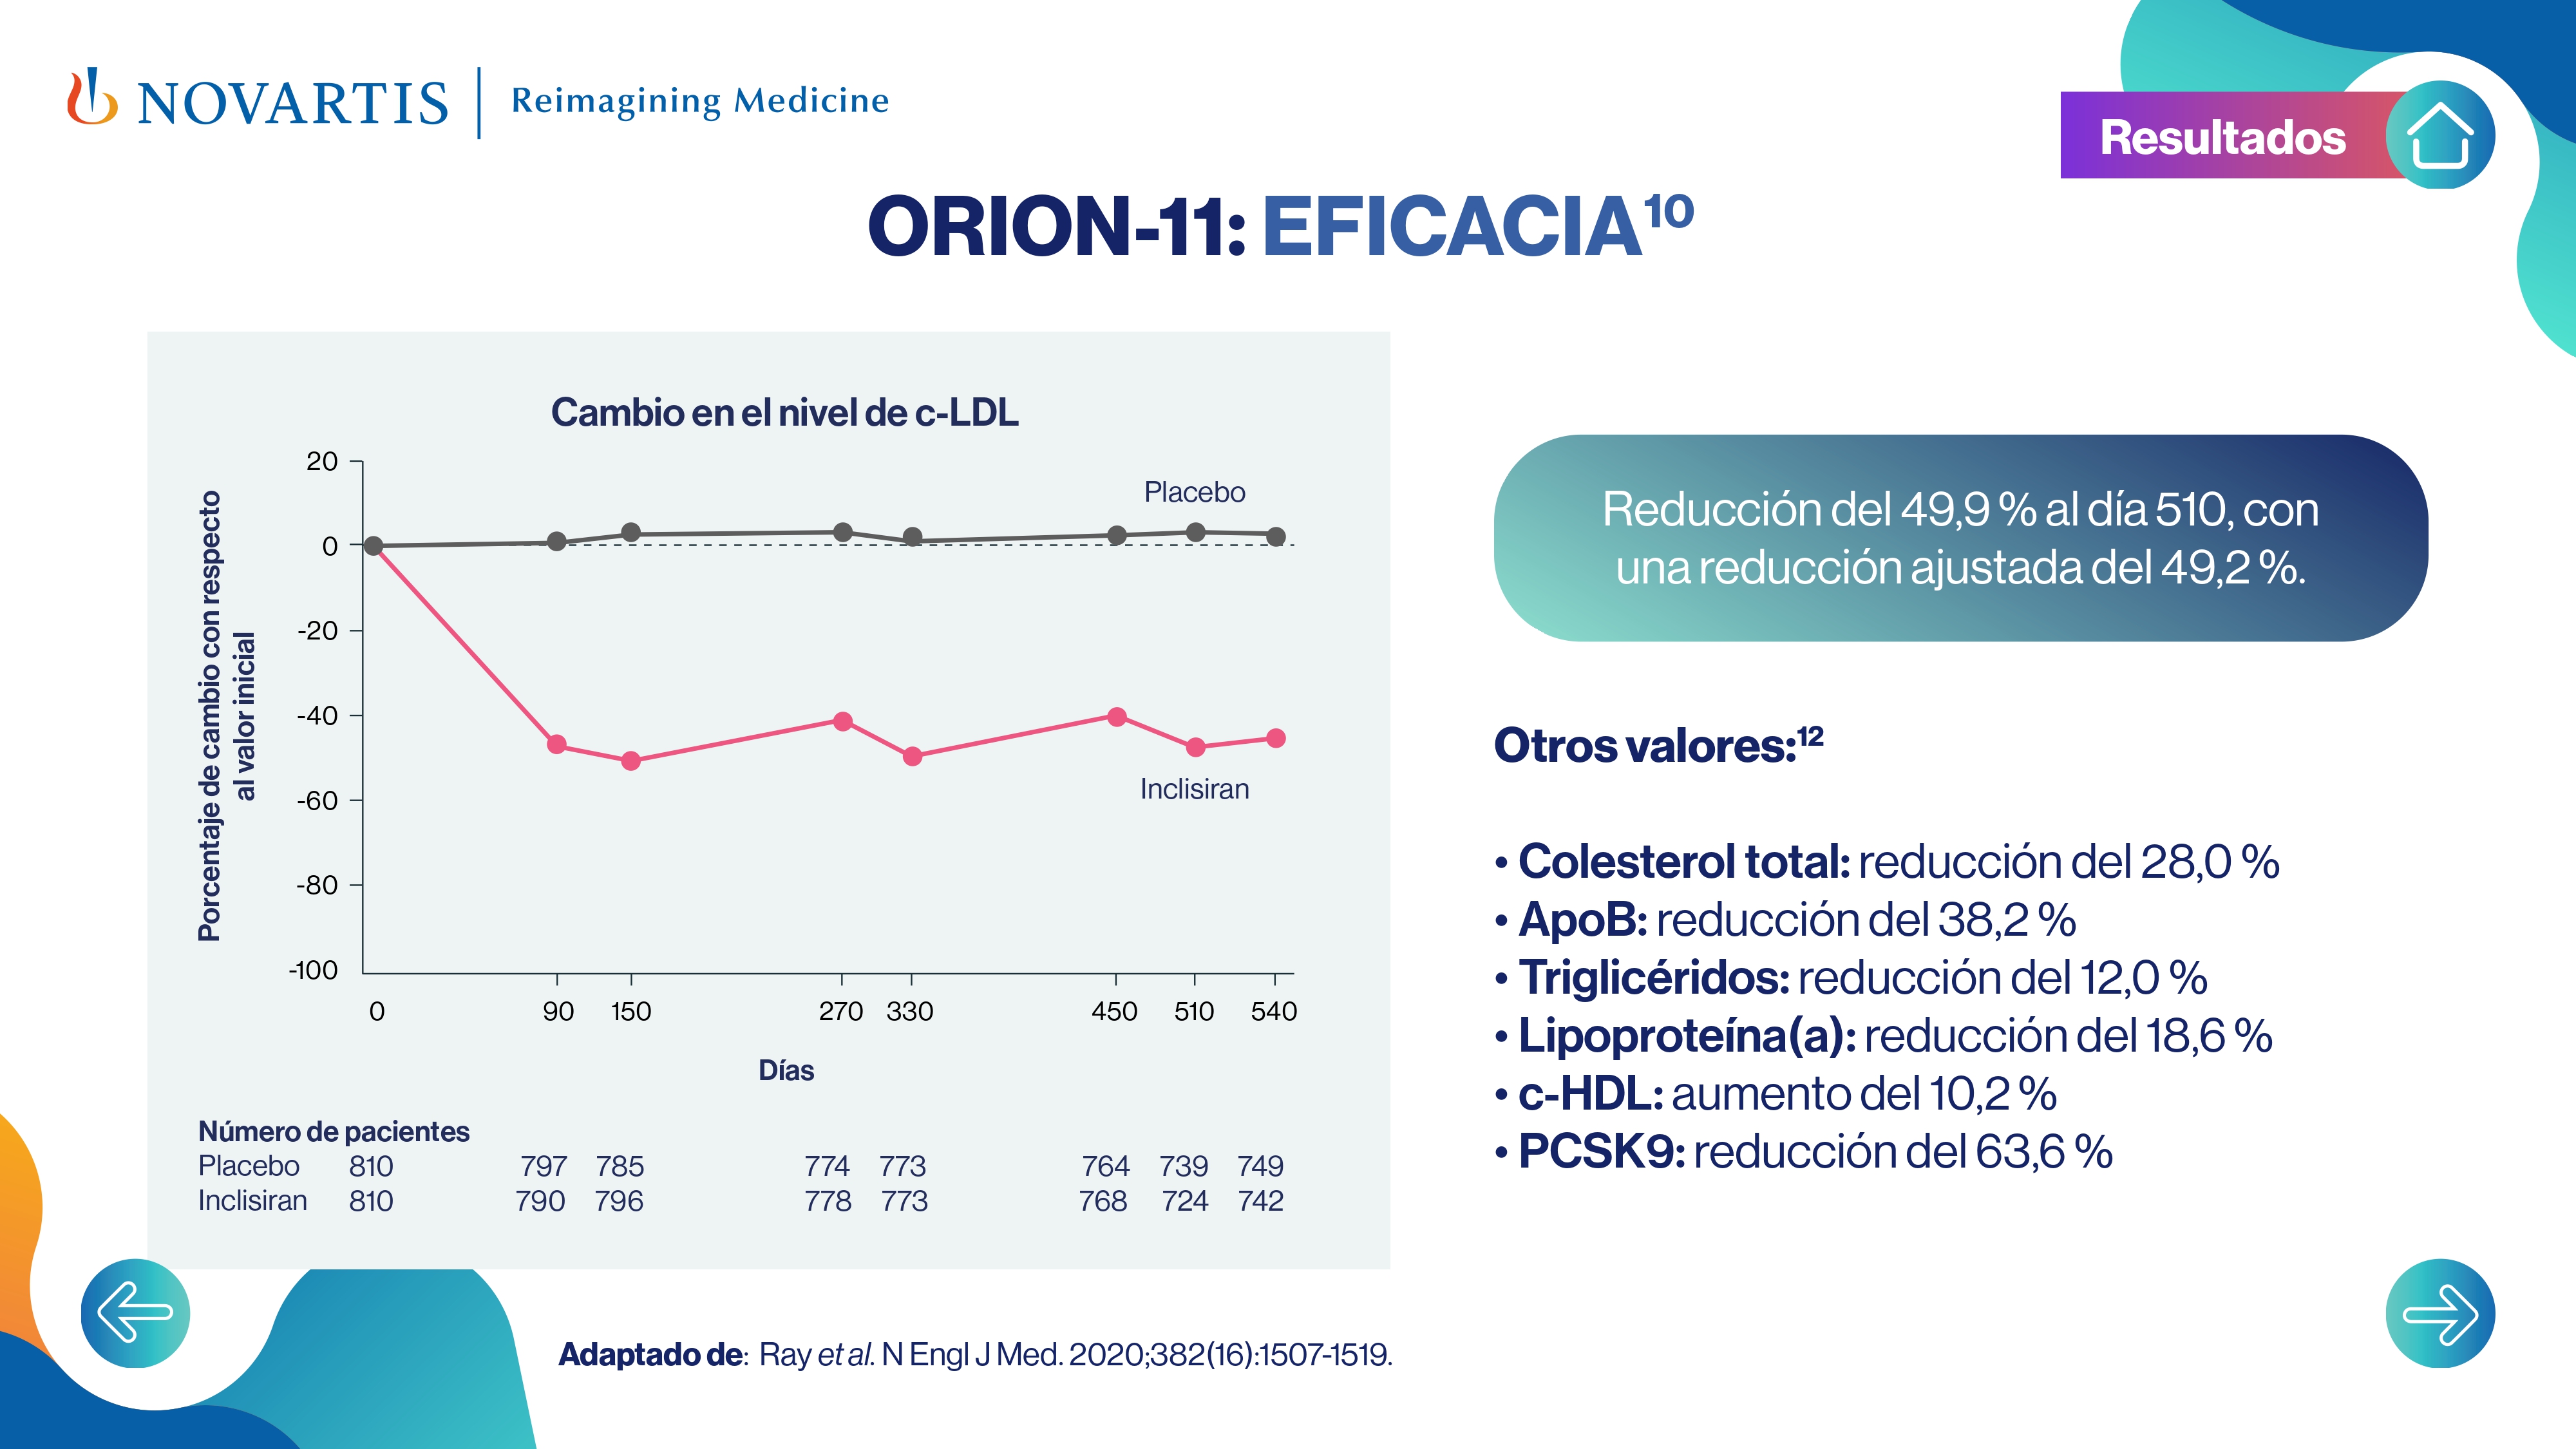 NOVARTIS
Reimagining Medicine
Resultados
ORION-11: EFICACIA¹⁰
Cambio en el nivel de c-LDL
Porcentaje de cambio con respecto
al valor inicial
20
0
-20
-40
-60
-80
-100
Placebo
Inclisiran
0 90 150 270 330 450 510 540
Días
Número de pacientes
Placebo 810 797 785 774 773 764 739 749
Inclisiran 810 790 796 778 773 768 724 742
Reducción del 49,9 % al día 510, con
una reducción ajustada del 49,2 %.
Otros valores:¹²
• Colesterol total: reducción del 28,0 %
• ApoB: reducción del 38,2 %
• Triglicéridos: reducción del 12,0 %
• Lipoproteína(a): reducción del 18,6 %
• c-HDL: aumento del 10,2 %
• PCSK9: reducción del 63,6 %
Adaptado de: Ray et al. N Engl J Med. 2020;382(16):1507-1519.